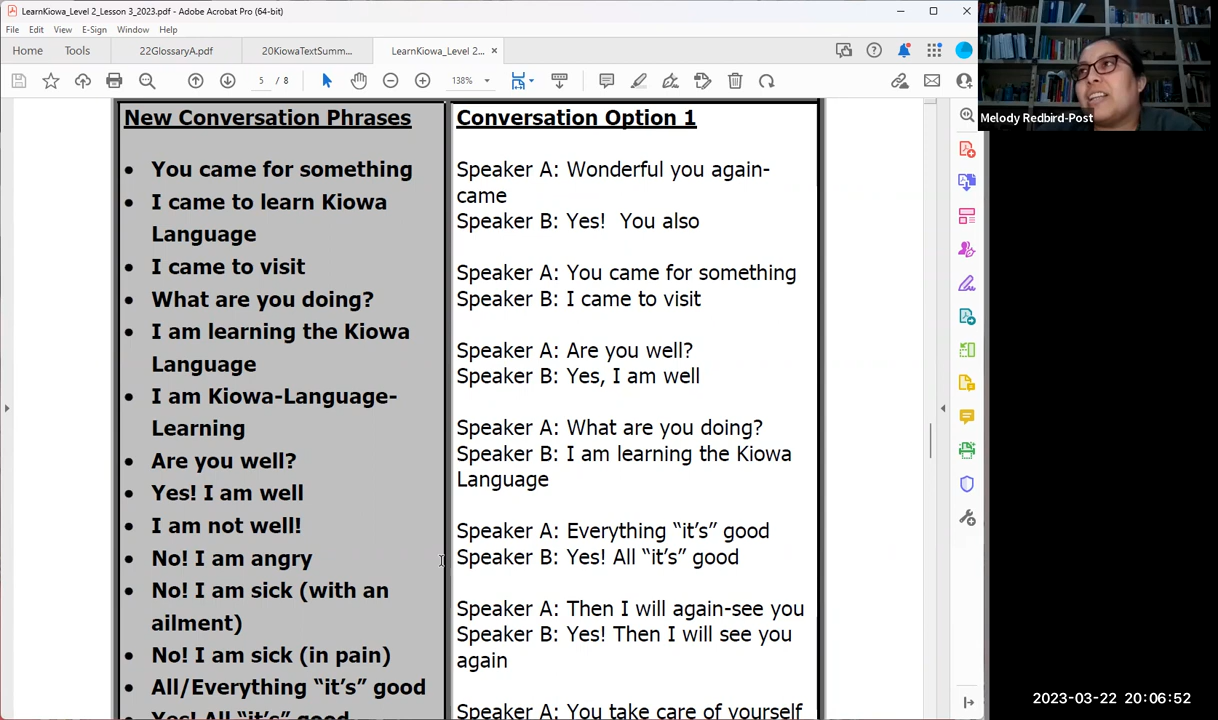 LearnKiowa_Level 2_Lesson 3_2023.pdf - Adobe Acrobat Pro (64-bit)
File Edit View E-Sign Window Help
Home Tools 22GlossaryA.pdf 20KiowaTextSumm... LearnKiowa_Level 2...
5 / 8 138%
Melody Redbird-Post
New Conversation Phrases
• You came for something
• I came to learn Kiowa
Language
• I came to visit
• What are you doing?
• I am learning the Kiowa
Language
• I am Kiowa-Language-
Learning
• Are you well?
• Yes! I am well
• I am not well!
• No! I am angry
• No! I am sick (with an
ailment)
• No! I am sick (in pain)
• All/Everything “it’s” good
• Yes! All “it’s” good
Conversation Option 1
Speaker A: Wonderful you again-
came
Speaker B: Yes!  You also
Speaker A: You came for something
Speaker B: I came to visit
Speaker A: Are you well?
Speaker B: Yes, I am well
Speaker A: What are you doing?
Speaker B: I am learning the Kiowa
Language
Speaker A: Everything “it’s” good
Speaker B: Yes! All “it’s” good
Speaker A: Then I will again-see you
Speaker B: Yes! Then I will see you
again
Speaker A: You take care of yourself
2023-03-22 20:06:52